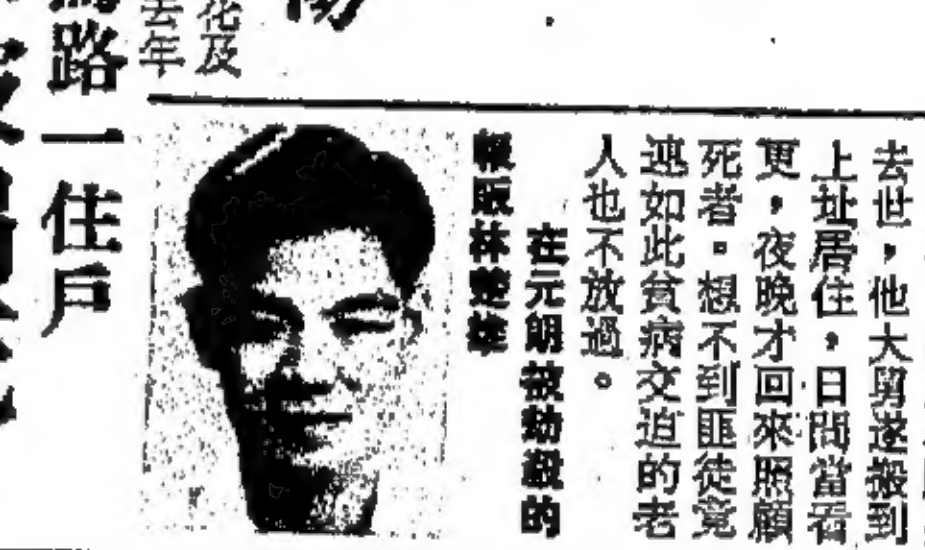 去世，他大舅遂搬到
上址居住。日間當看
更，夜晚才回來照顧
死者。想不到匪徒竟
連如此貧病交迫的老
人也不放過。
在元朗被劫殺的
報販林楚雄
化及
去年
路一住戶